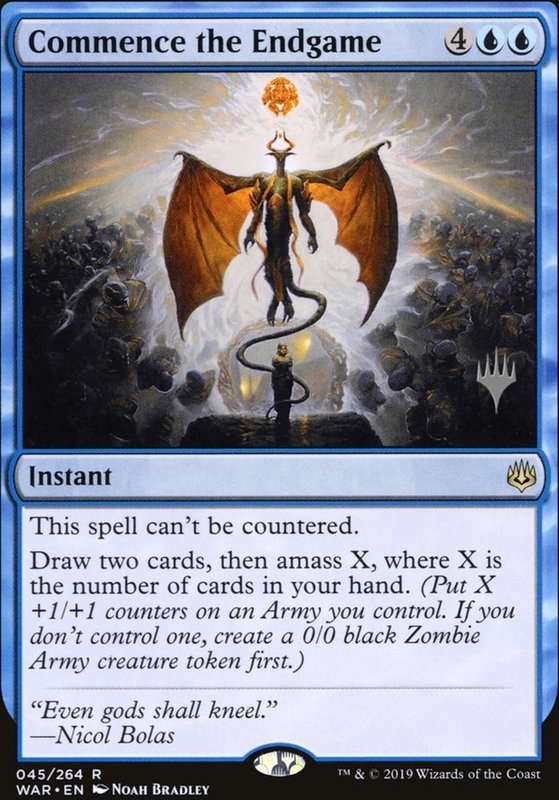 Commence the Endgame 4
Instant
This spell can't be countered.
Draw two cards, then amass X, where X is
the number of cards in your hand. (Put X
+1/+1 counters on an Army you control. If you
don't control one, create a 0/0 black Zombie
Army creature token first.)
“Even gods shall kneel.”
—Nicol Bolas
045/264 R
WAR • EN Noah Bradley
™ & © 2019 Wizards of the Coast